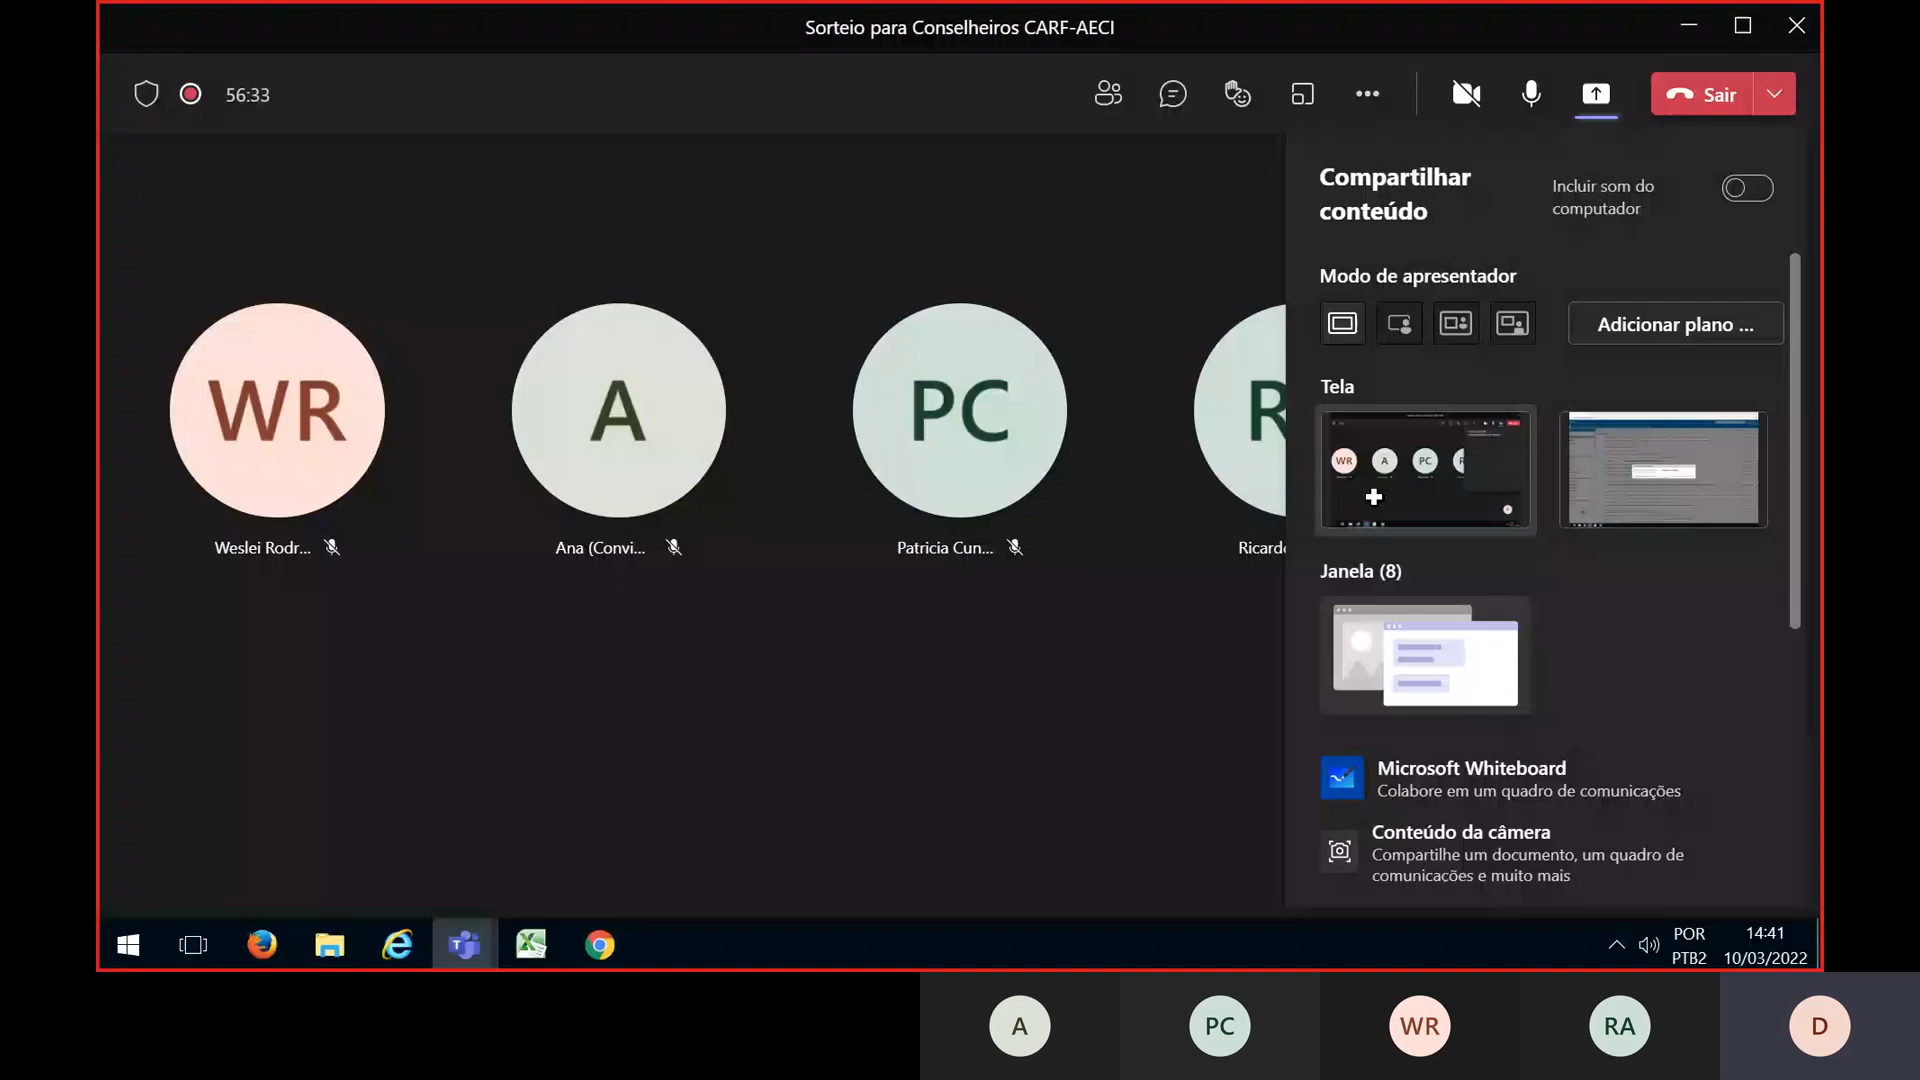 Sorteio para Conselheiros CARF-AECI
56:33
Sair
Compartilhar
conteúdo
Incluir som do
computador
Modo de apresentador
Adicionar plano ...
Tela
WR
A
PC
R
WR
A
PC
Weslei Rodr...
Ana (Convi...
Patricia Cun...
Ricard
Janela (8)
Microsoft Whiteboard
Colabore em um quadro de comunicações
Conteúdo da câmera
Compartilhe um documento, um quadro de
comunicações e muito mais
POR
PTB2
14:41
10/03/2022
A
PC
WR
RA
D